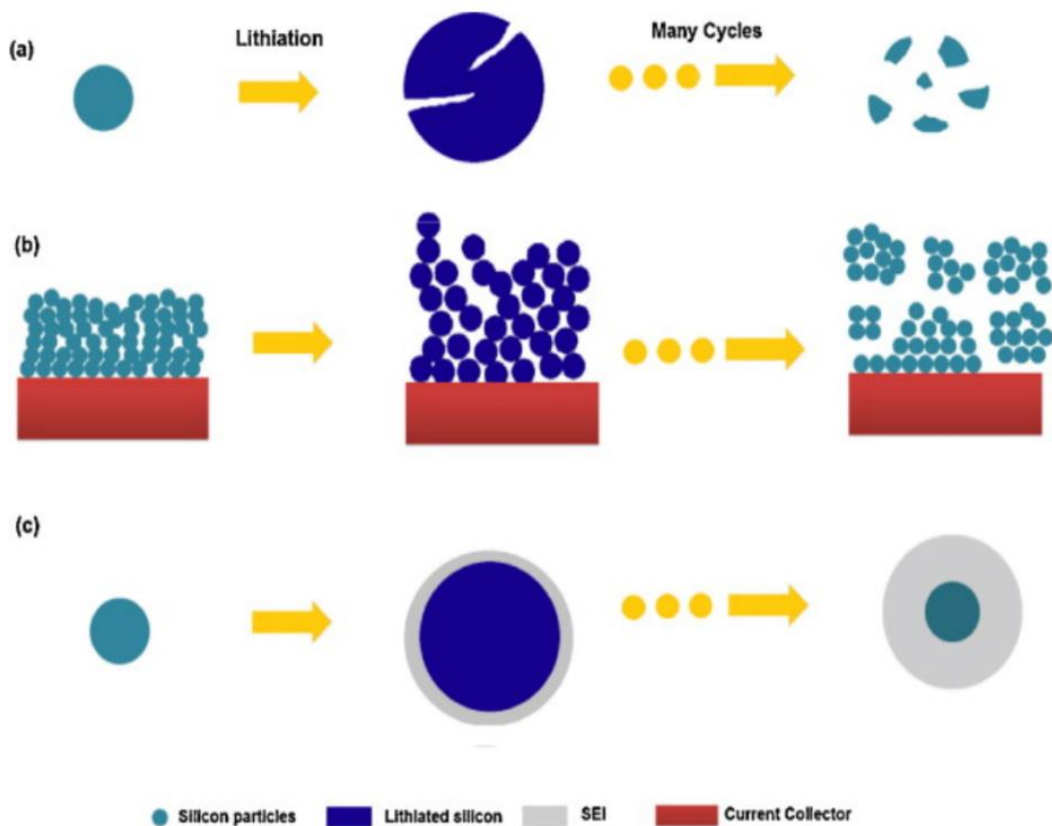 (a)
Lithiation
Many Cycles
(b)
(c)
Silicon particles
Lithiated silicon
SEI
Current Collector